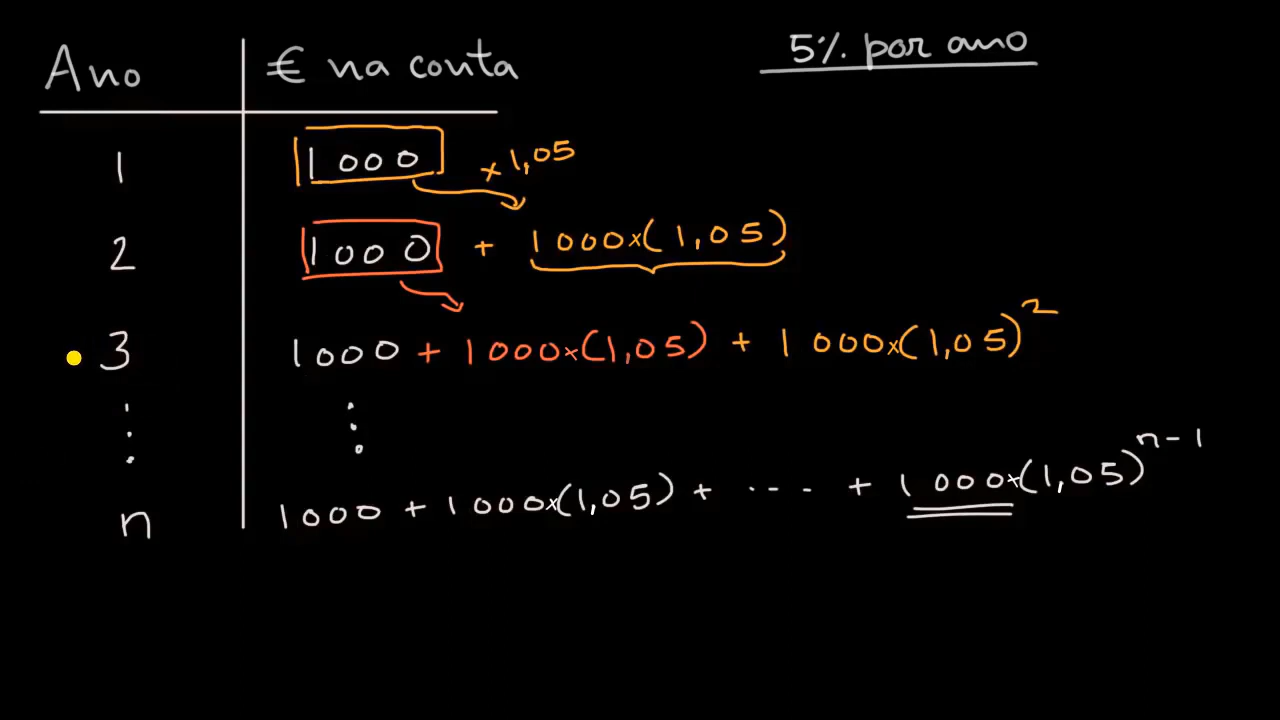 Ano € na conta 5% por ano
1 1000 × 1,05
2 1000 + 1000×(1,05)
3 1000 + 1000×(1,05) + 1000×(1,05)²
⋮ ⋮
n 1000 + 1000×(1,05) + ... + 1000×(1,05)ⁿ⁻¹